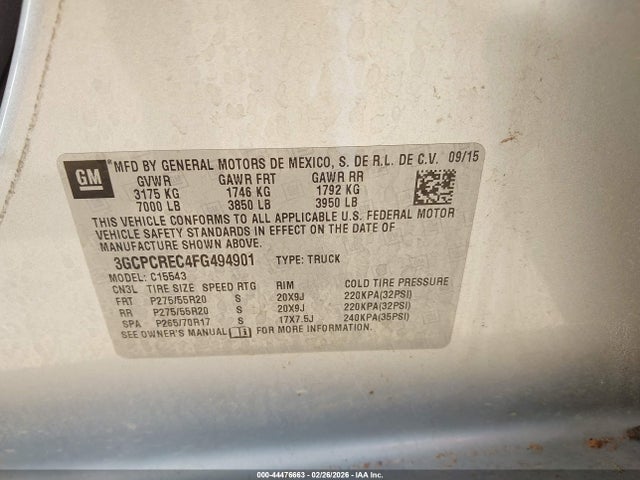 GM
MFD BY GENERAL MOTORS DE MEXICO, S. DE R.L. DE C.V. 09/15
GVWR GAWR FRT GAWR RR
3175 KG 1746 KG 1792 KG
7000 LB 3850 LB 3950 LB
THIS VEHICLE CONFORMS TO ALL APPLICABLE U.S. FEDERAL MOTOR
VEHICLE SAFETY STANDARDS IN EFFECT ON THE DATE OF
MANUFACTURE SHOWN ABOVE.
3GCPCREC4FG494901 TYPE: TRUCK
MODEL: C15543
CN3L TIRE SIZE SPEED RTG RIM COLD TIRE PRESSURE
FRT P275/55R20 S 20X9J 220KPA(32PSI)
RR P275/55R20 S 20X9J 220KPA(32PSI)
SPA P265/70R17 S 17X7.5J 240KPA(35PSI)
SEE OWNER'S MANUAL FOR MORE INFORMATION.
000-44476663 - 02/26/2026 - © IAA Inc.